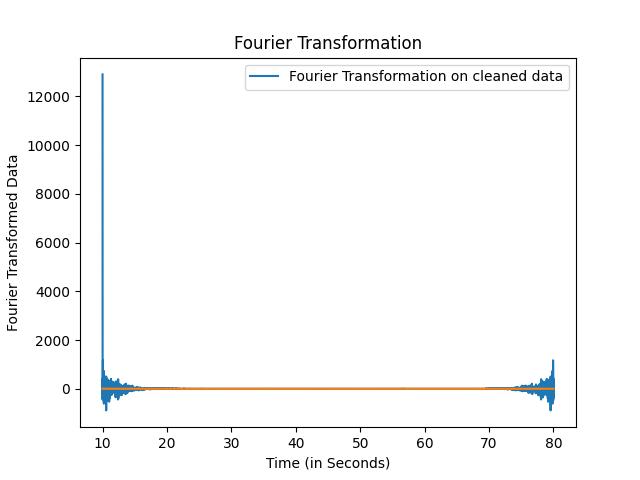 Fourier Transformation
Fourier Transformation on cleaned data
12000
10000
8000
6000
4000
2000
0
Fourier Transformed Data
10 20 30 40 50 60 70 80
Time (in Seconds)